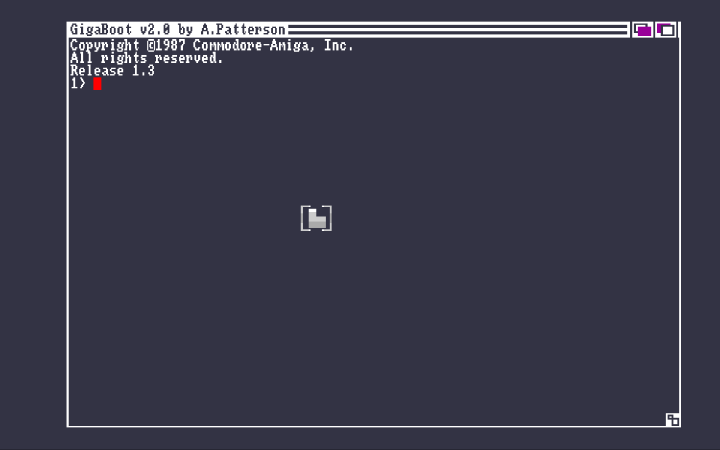 GigaBoot v2.0 by A.Patterson
Copyright ©1987 Commodore-Amiga, Inc.
All rights reserved.
Release 1.3
1>